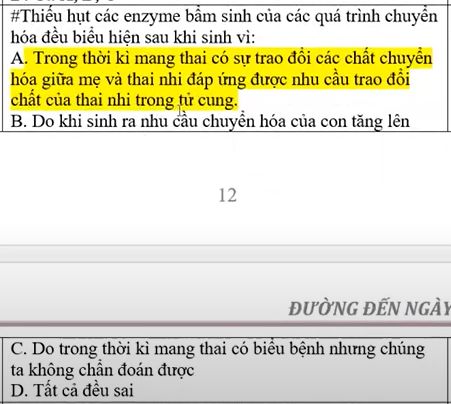 #Thiếu hụt các enzyme bẩm sinh của các quá trình chuyển
hóa đều biểu hiện sau khi sinh vì:
A. Trong thời kì mang thai có sự trao đổi các chất chuyển
hóa giữa mẹ và thai nhi đáp ứng được nhu cầu trao đổi
chất của thai nhi trong tử cung.
B. Do khi sinh ra nhu cầu chuyển hóa của con tăng lên
12
ĐƯỜNG ĐẾN NGÀY
C. Do trong thời kì mang thai có biểu bệnh nhưng chúng
ta không chẩn đoán được
D. Tất cả đều sai